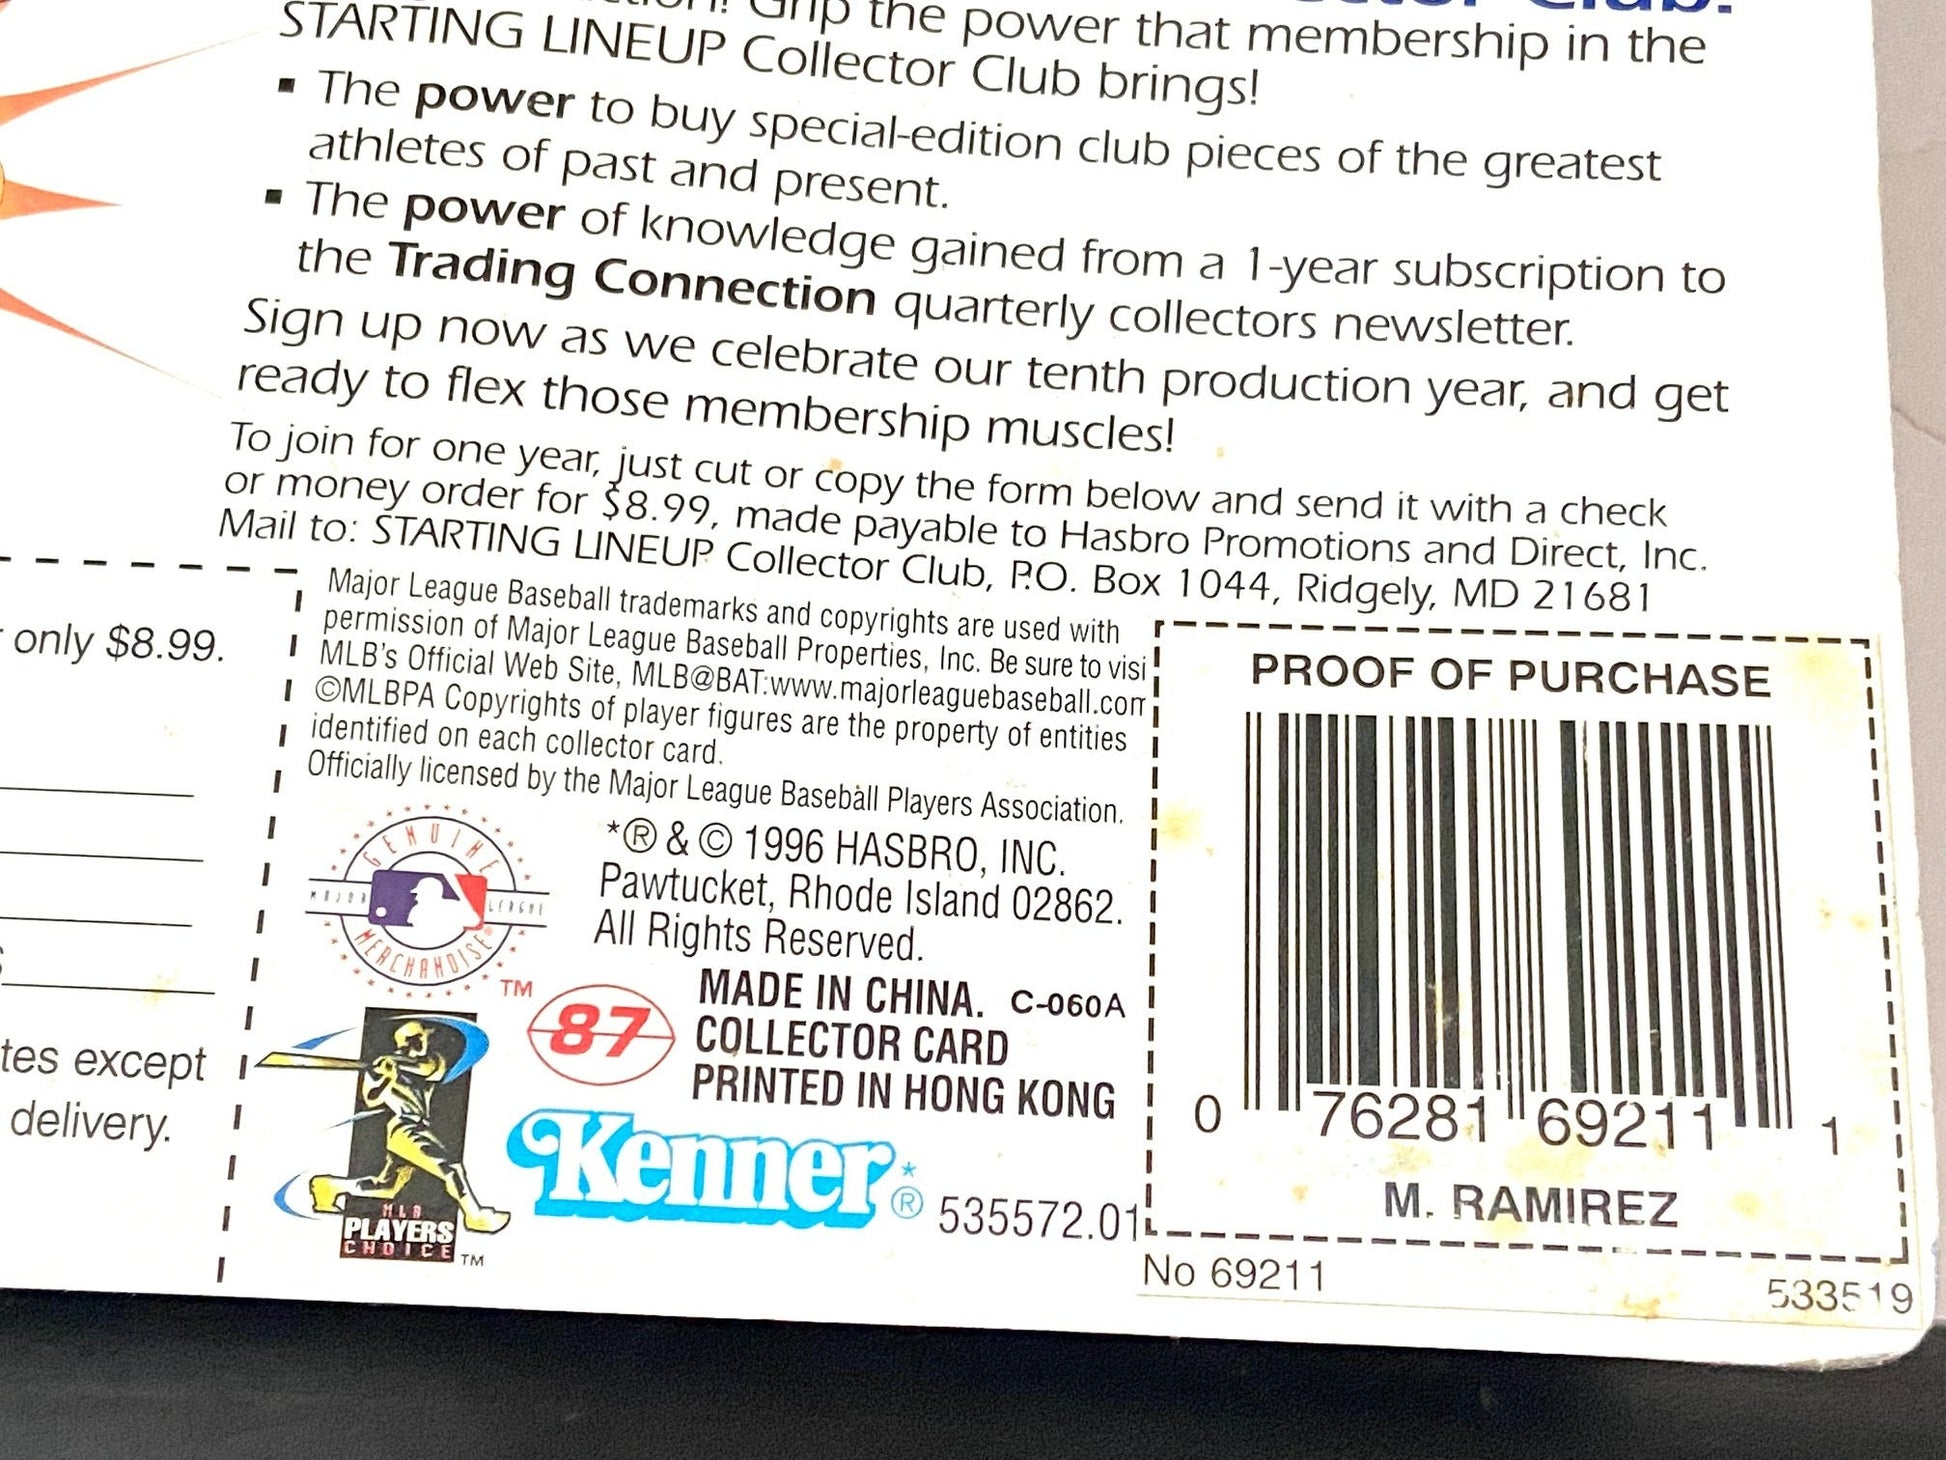 Grip the power that membership in the
STARTING LINEUP Collector Club brings!
▪ The power to buy special-edition club pieces of the greatest
athletes of past and present.
▪ The power of knowledge gained from a 1-year subscription to
the Trading Connection quarterly collectors newsletter.
Sign up now as we celebrate our tenth production year, and get
ready to flex those membership muscles!
To join for one year, just cut or copy the form below and send it with a check
or money order for $8.99, made payable to Hasbro Promotions and Direct, Inc.
Mail to: STARTING LINEUP Collector Club, P.O. Box 1044, Ridgely, MD 21681
only $8.99.
tes except
delivery.
Major League Baseball trademarks and copyrights are used with
permission of Major League Baseball Properties, Inc. Be sure to visi
MLB's Official Web Site, MLB@BAT:www.majorleaguebaseball.com
©MLBPA Copyrights of player figures are the property of entities
identified on each collector card.
Officially licensed by the Major League Baseball Players Association.
GENUINE
MAJOR LEAGUE
MERCHANDISE®
TM
*® & © 1996 HASBRO, INC.
Pawtucket, Rhode Island 02862.
All Rights Reserved.
87
MADE IN CHINA. C-060A
COLLECTOR CARD
PRINTED IN HONG KONG
MLB
PLAYERS
CHOICE TM
Kenner*® 535572.01
PROOF OF PURCHASE
0 76281 69211 1
M. RAMIREZ
No 69211
533519